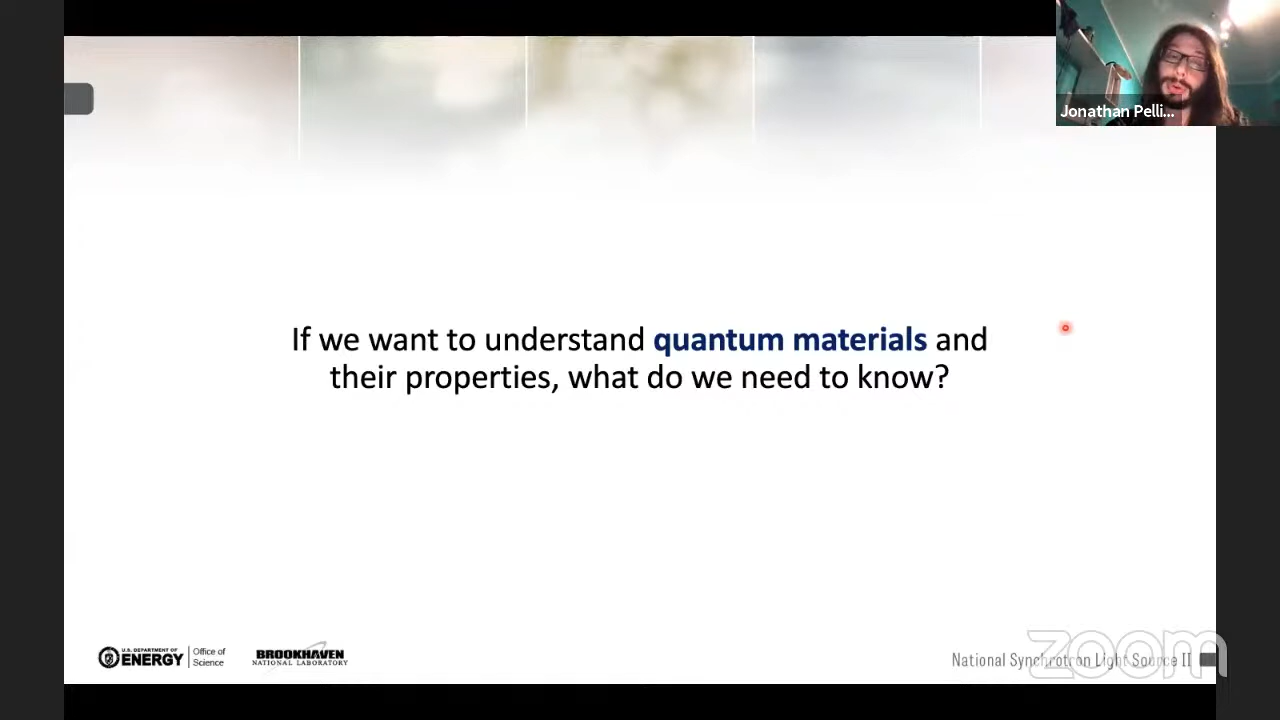 Jonathan Pelli...
If we want to understand quantum materials and
their properties, what do we need to know?
U.S. DEPARTMENT OF
ENERGY
Office of
Science
BROOKHAVEN
NATIONAL LABORATORY
National Synchrotron Light Source II
zoom